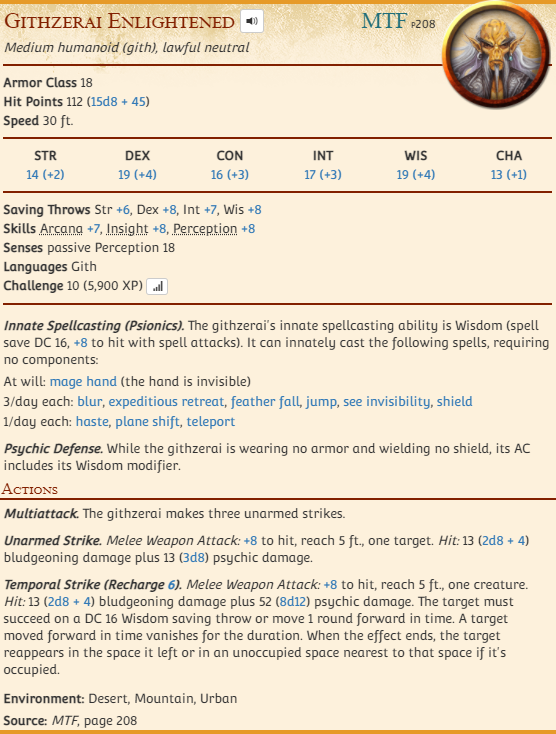 Githzerai Enlightened
MTF p208
Medium humanoid (gith), lawful neutral
Armor Class 18
Hit Points 112 (15d8 + 45)
Speed 30 ft.
STR DEX CON INT WIS CHA
14 (+2) 19 (+4) 16 (+3) 17 (+3) 19 (+4) 13 (+1)
Saving Throws Str +6, Dex +8, Int +7, Wis +8
Skills Arcana +7, Insight +8, Perception +8
Senses passive Perception 18
Languages Gith
Challenge 10 (5,900 XP)
Innate Spellcasting (Psionics). The githzerai's innate spellcasting ability is Wisdom (spell
save DC 16, +8 to hit with spell attacks). It can innately cast the following spells, requiring
no components:
At will: mage hand (the hand is invisible)
3/day each: blur, expeditious retreat, feather fall, jump, see invisibility, shield
1/day each: haste, plane shift, teleport
Psychic Defense. While the githzerai is wearing no armor and wielding no shield, its AC
includes its Wisdom modifier.
Actions
Multiattack. The githzerai makes three unarmed strikes.
Unarmed Strike. Melee Weapon Attack: +8 to hit, reach 5 ft., one target. Hit: 13 (2d8 + 4)
bludgeoning damage plus 13 (3d8) psychic damage.
Temporal Strike (Recharge 6). Melee Weapon Attack: +8 to hit, reach 5 ft., one creature.
Hit: 13 (2d8 + 4) bludgeoning damage plus 52 (8d12) psychic damage. The target must
succeed on a DC 16 Wisdom saving throw or move 1 round forward in time. A target
moved forward in time vanishes for the duration. When the effect ends, the target
reappears in the space it left or in an unoccupied space nearest to that space if it's
occupied.
Environment: Desert, Mountain, Urban
Source: MTF, page 208